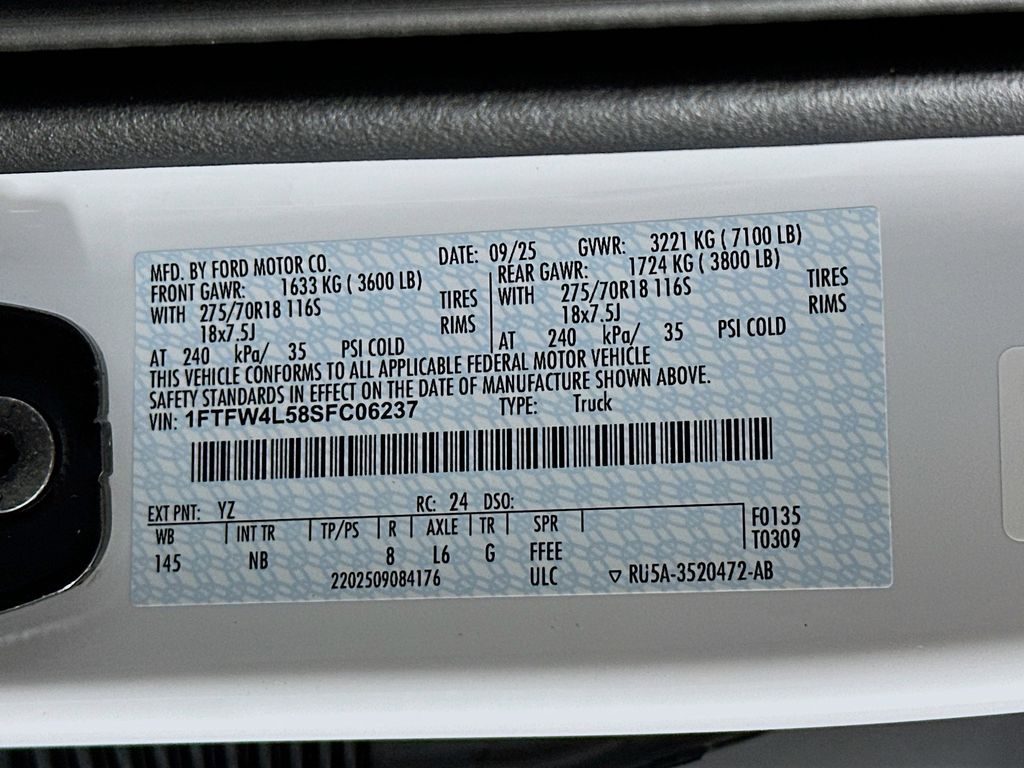 MFD. BY FORD MOTOR CO. DATE: 09/25 GVWR: 3221 KG ( 7100 LB)
FRONT GAWR: 1633 KG ( 3600 LB) REAR GAWR: 1724 KG ( 3800 LB)
WITH 275/70R18 116S TIRES WITH 275/70R18 116S TIRES
18x7.5J RIMS 18x7.5J RIMS
AT 240 kPa/ 35 PSI COLD AT 240 kPa/ 35 PSI COLD
THIS VEHICLE CONFORMS TO ALL APPLICABLE FEDERAL MOTOR VEHICLE
SAFETY STANDARDS IN EFFECT ON THE DATE OF MANUFACTURE SHOWN ABOVE.
VIN: 1FTFW4L58SFC06237 TYPE: Truck
EXT PNT: YZ RC: 24 DSO:
WB INT TR TP/PS R AXLE TR SPR F0135
145 NB 8 L6 G FFEE T0309
2202509084176 ULC ▽ RU5A-3520472-AB